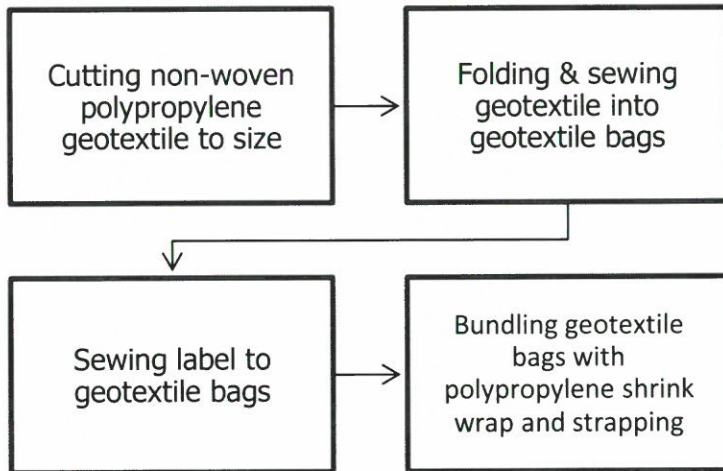 Cutting non-woven
polypropylene
geotextile to size
Folding & sewing
geotextile into
geotextile bags
Sewing label to
geotextile bags
Bundling geotextile
bags with
polypropylene shrink
wrap and strapping